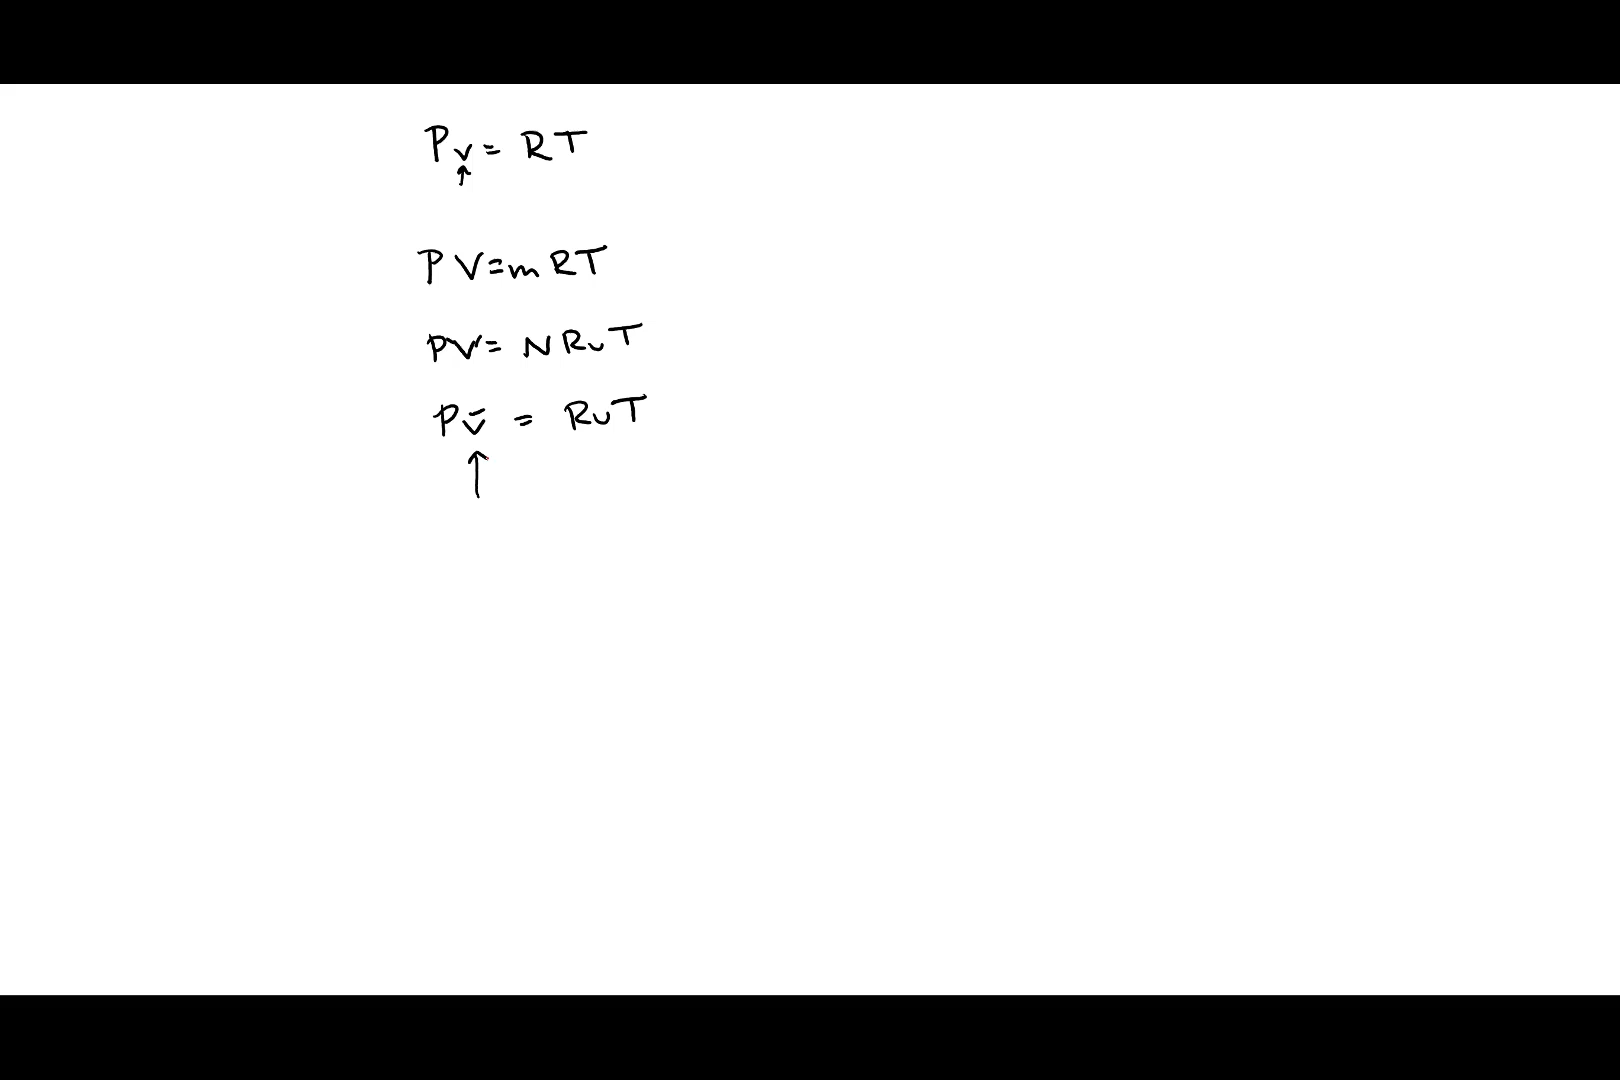 Pv = RT
PV = mRT
PV = NRuT
Pv̄ = RuT